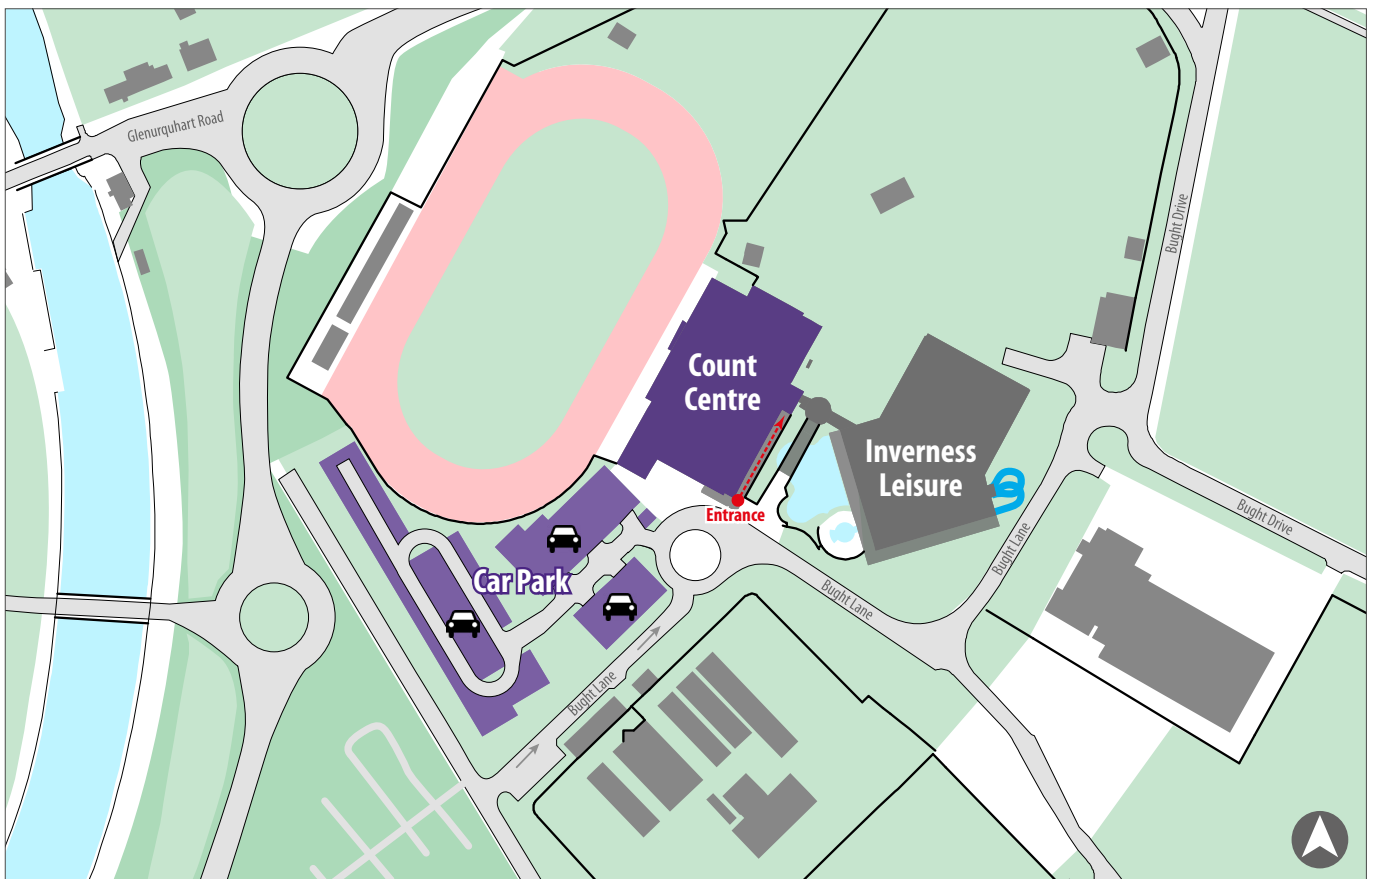 Glenurquhart Road
Bught Drive
Count
Centre
Inverness
Leisure
Entrance
Bught Drive
Bught Lane
Car Park
Bught Lane
Bught Lane